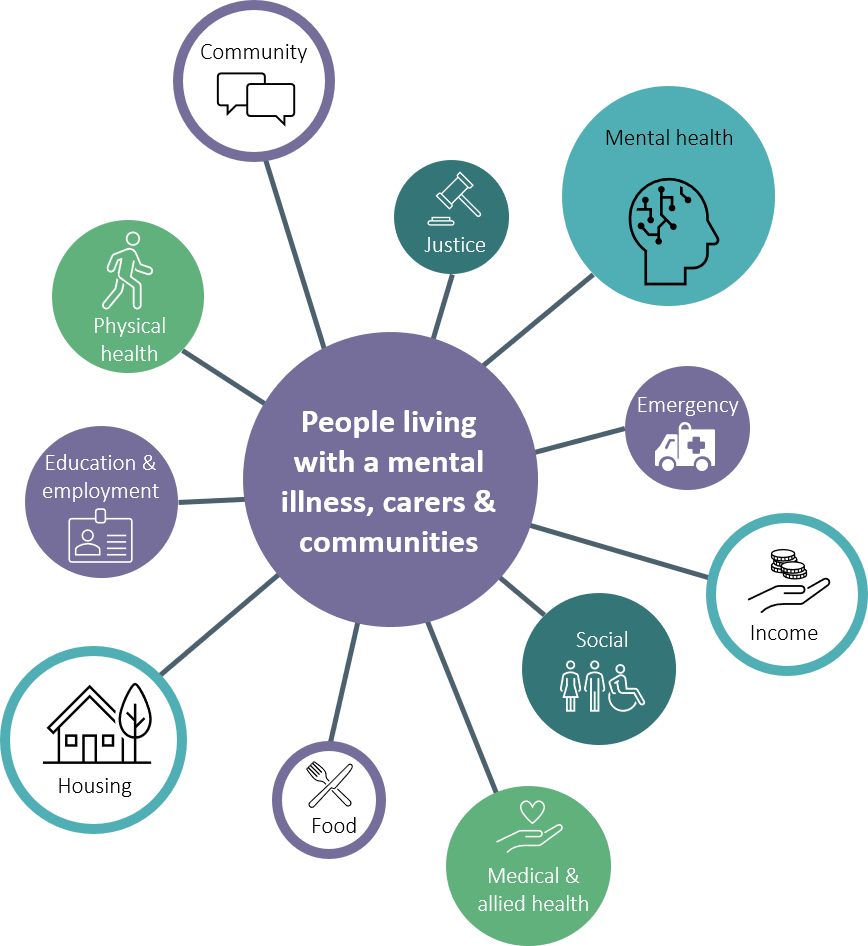 Community
Mental health
Justice
Physical
health
Emergency
People living
with a mental
illness, carers &
communities
Education &
employment
Income
Social
Housing
Food
Medical &
allied health